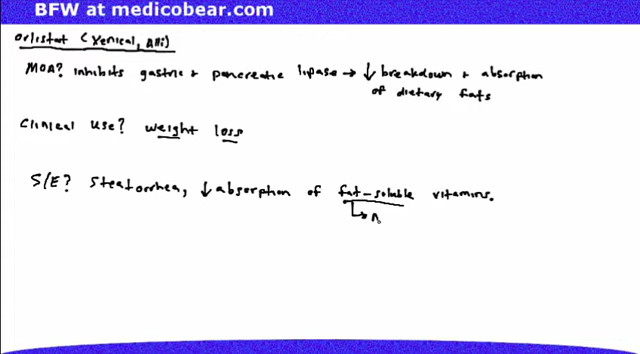 BFW at medicobear.com
orlistat (Xenical, Alli)
MOA? inhibits gastric + pancreatic lipase → ↓ breakdown + absorption
of dietary fats
Clinical use? weight loss
S/E? Steatorrhea, ↓ absorption of fat-soluble vitamins.
↳ A